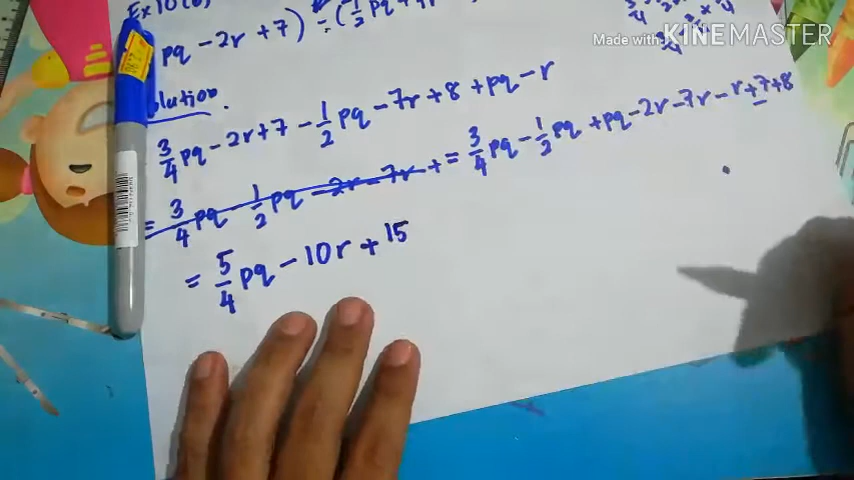 Ex 10(b)
Made with KINEMASTER
pq - 2r + 7) - (-1/2 pq +
Solution.
3/4 pq - 2r + 7 - 1/2 pq - 7r + 8 + pq - r
= 3/4 pq - 1/2 pq - 2r - 7r + = 3/4 pq - 1/2 pq + pq - 2r - 7r - r + 7 + 8
= 5/4 pq - 10r + 15